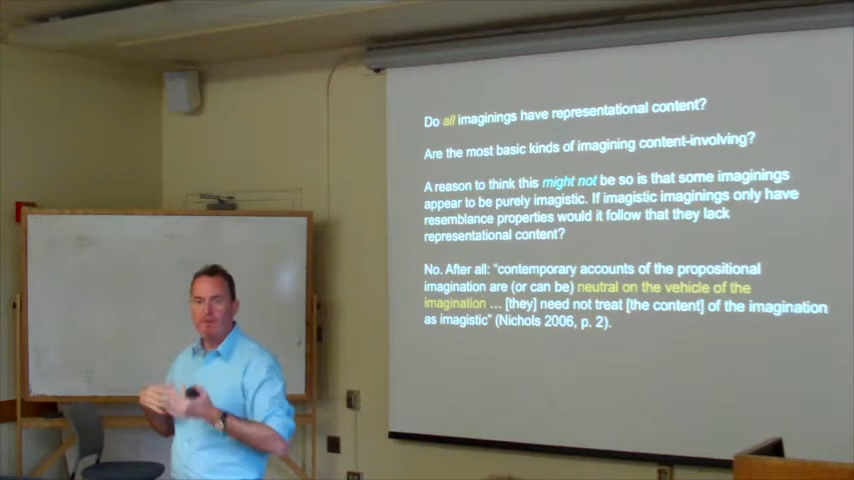 Do all imaginings have representational content?
Are the most basic kinds of imagining content-involving?
A reason to think this might not be so is that some imaginings
appear to be purely imagistic. If imagistic imaginings only have
resemblance properties would it follow that they lack
representational content?
No. After all: “contemporary accounts of the propositional
imagination are (or can be) neutral on the vehicle of the
imagination … [they] need not treat [the content] of the imagination
as imagistic” (Nichols 2006, p. 2).